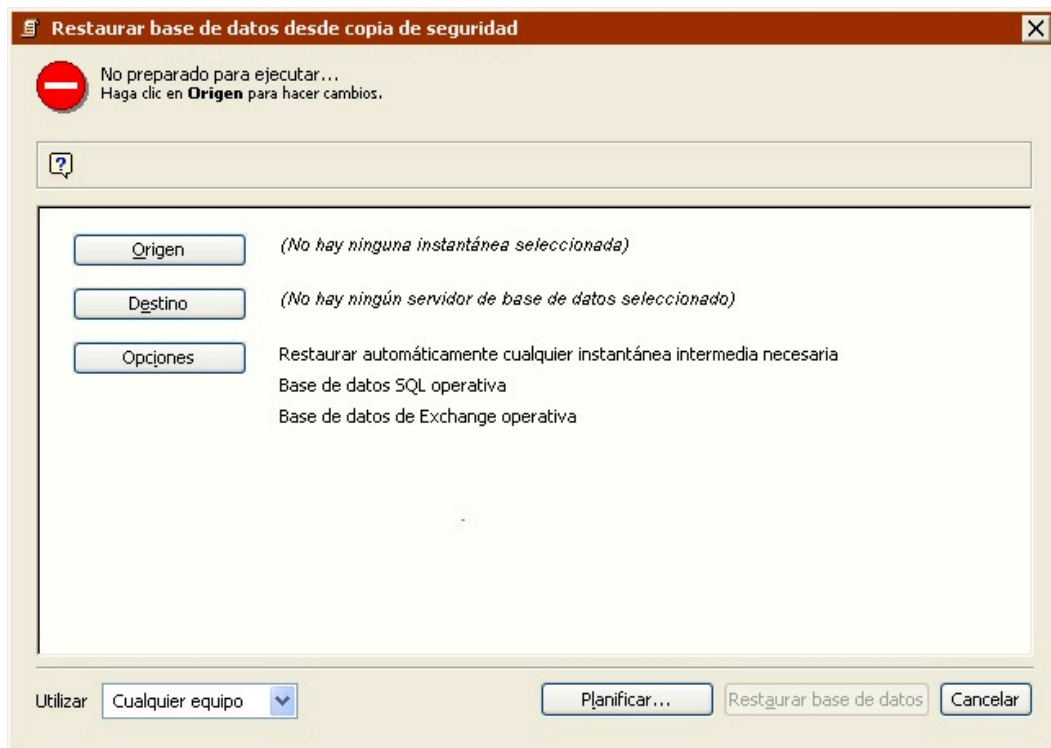 Restaurar base de datos desde copia de seguridad
No preparado para ejecutar...
Haga clic en Origen para hacer cambios.
?
Origen (No hay ninguna instantánea seleccionada)
Destino (No hay ningún servidor de base de datos seleccionado)
Opciones Restaurar automáticamente cualquier instantánea intermedia necesaria
Base de datos SQL operativa
Base de datos de Exchange operativa
Utilizar Cualquier equipo Planificar... Restaurar base de datos Cancelar